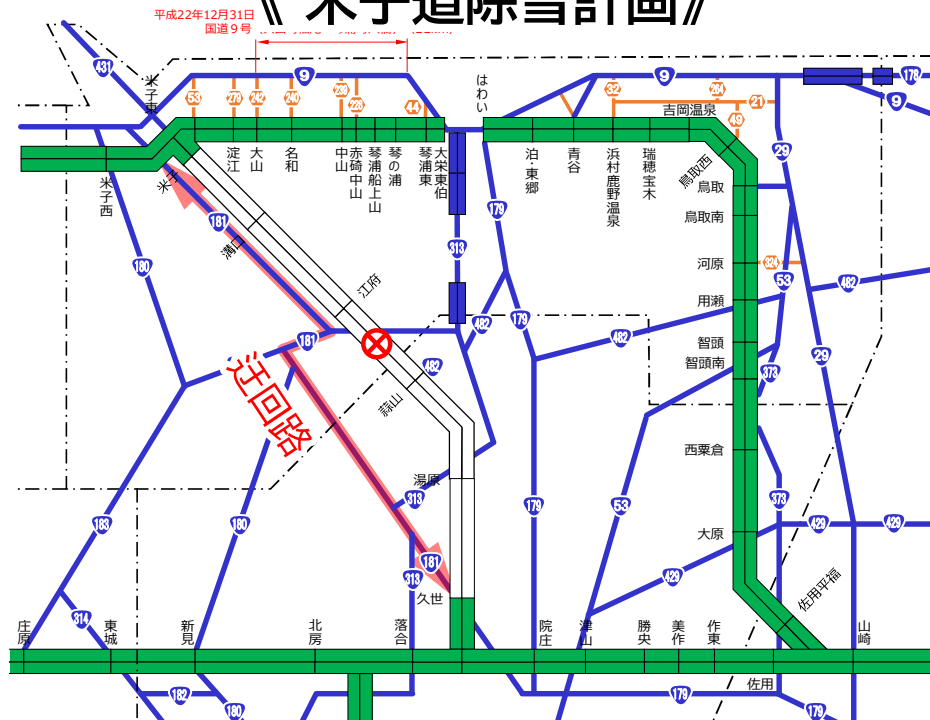 《 米子道除雪計画》
平成22年12月31日
国道９号
431
米子東
53
270
242
9
240
239
228
44
はわい
32
9
264
21
49
吉岡温泉
178
9
淀江
大山
名和
中山
赤碕中山
琴浦船上山
琴の浦
琴浦東
大栄東伯
泊・東郷
青谷
浜村鹿野温泉
瑞穂宝木
鳥取西
29
鳥取
鳥取南
米子西
米子
181
溝口
179
313
180
河原
324
53
482
江府
用瀬
482
179
181
482
智頭
智頭南
29
373
482
迂回路
蒜山
西粟倉
湯原
313
183
180
179
53
373
429
429
大原
181
313
久世
429
佐用平福
314
庄原
東城
新見
北房
落合
院庄
津山
勝央
美作
作東
山崎
佐用
182
180
179
179